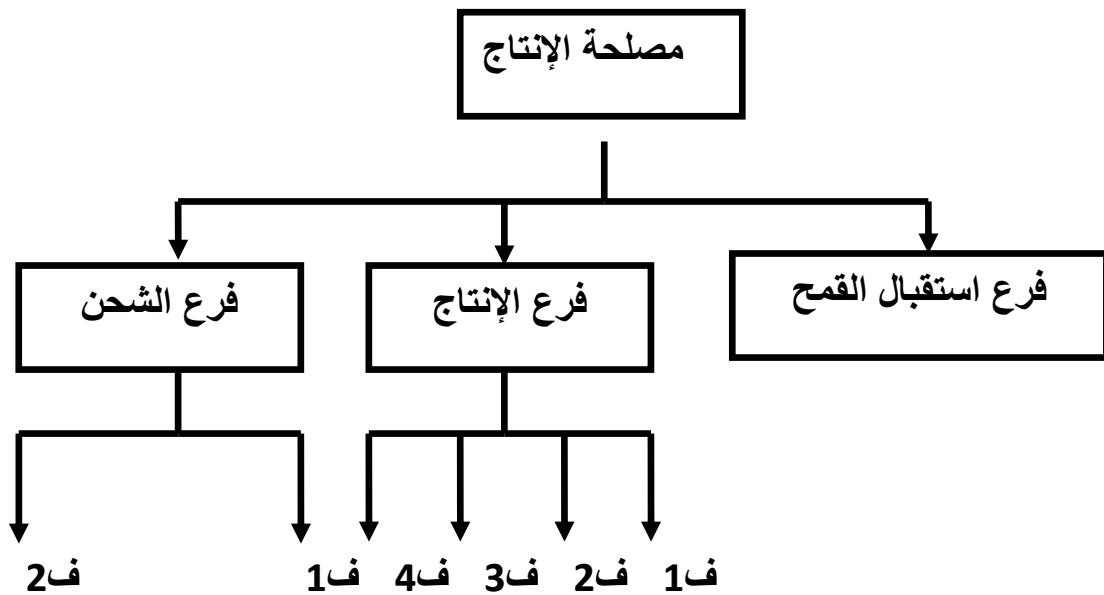 مصلحة الإنتاج
فرع استقبال القمح
فرع الإنتاج
فرع الشحن
ف1 ف2 ف3 ف4
ف1 ف2